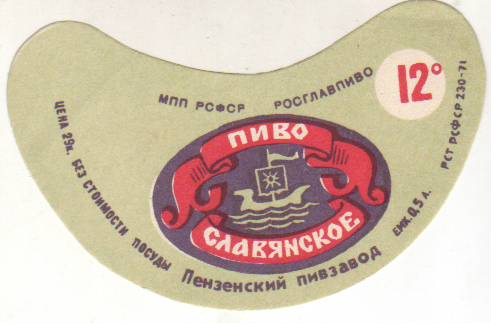 МПП РСФСР РОСГЛАВПИВО
12°
ПИВО
СЛАВЯНСКОЕ
Пензенский пивзавод
ЦЕНА 29к. БЕЗ СТОИМОСТИ ПОСУДЫ
ЕМК. 0,5 л.
РСТ РСФСР 230-71